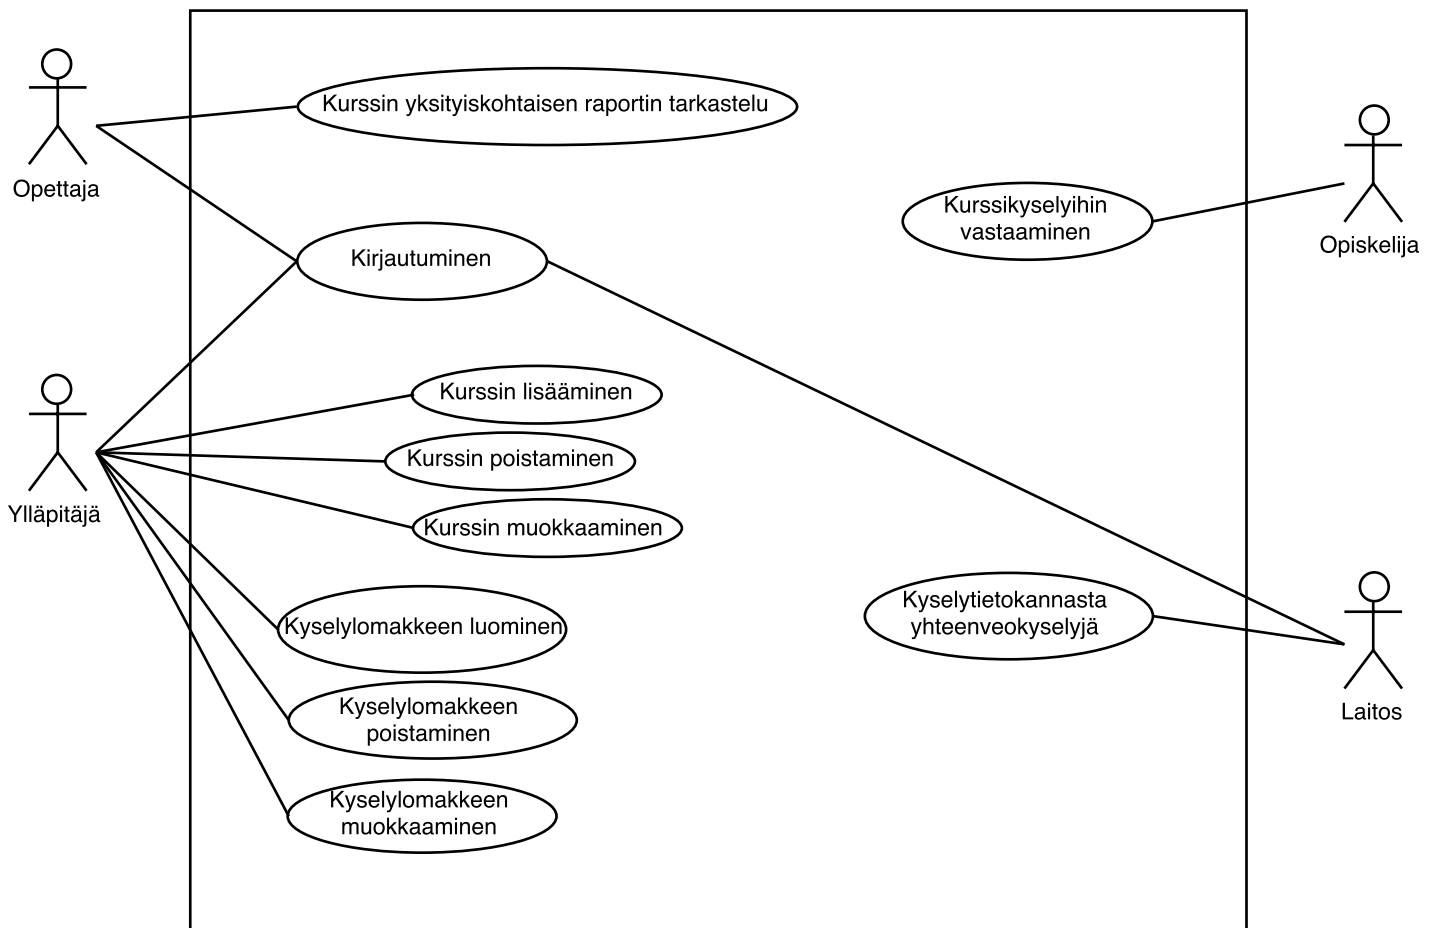 Kurssin yksityiskohtaisen raportin tarkastelu
Opettaja
Kurssikyselyihin
vastaaminen
Opiskelija
Kirjautuminen
Kurssin lisääminen
Kurssin poistaminen
Ylläpitäjä
Kurssin muokkaaminen
Kyselylomakkeen luominen
Kyselytietokannasta
yhteenveokyselyjä
Laitos
Kyselylomakkeen
poistaminen
Kyselylomakkeen
muokkaaminen